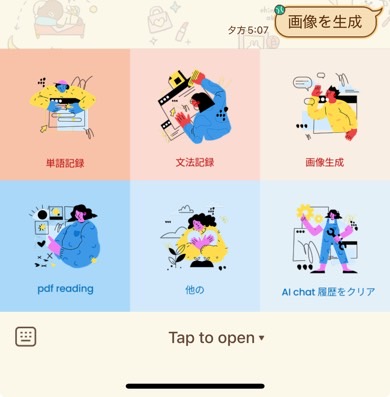 画像を生成
夕方5:07
単語記録
文法記録
画像生成
pdf reading
他の
AI chat 履歴をクリア
Tap to open ▾